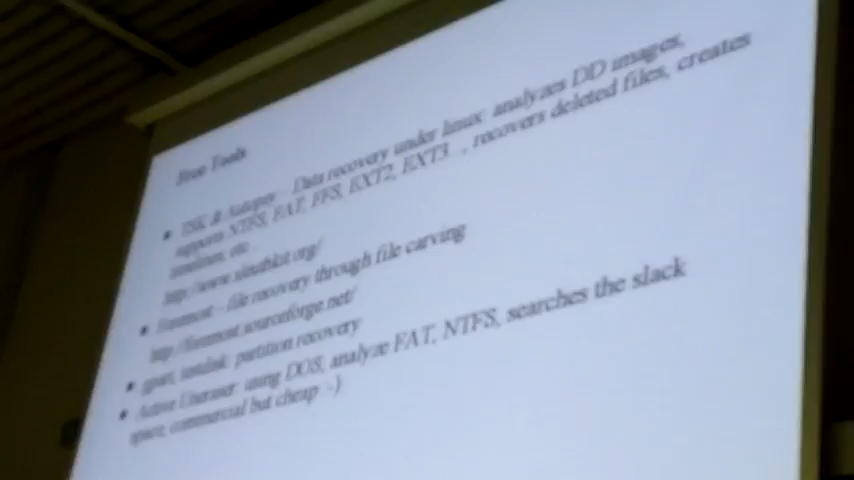 Free Tools
TSK & Autopsy - Data recovery under linux: analyzes DD images,
supports NTFS, FAT, FFS, EXT2, EXT3..., recovers deleted files, creates
timelines, etc...
http://www.sleuthkit.org/
Foremost - file recovery through file carving
http://foremost.sourceforge.net/
gpart, testdisk: partition recovery
Active Uneraser: using DOS, analyze FAT, NTFS, searches the slack
space, commercial but cheap :-)